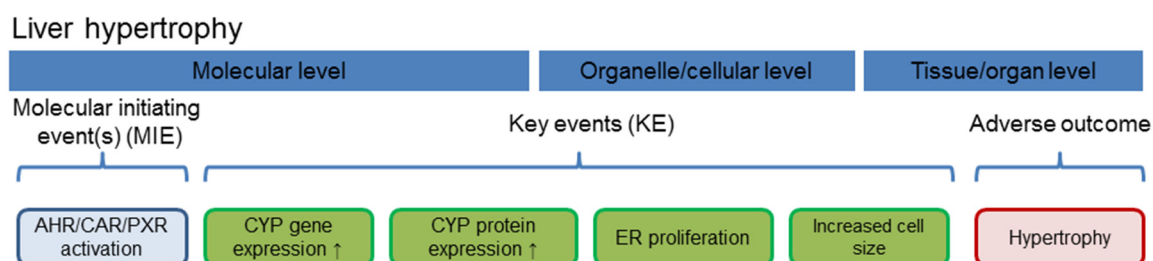 Liver hypertrophy
Molecular level
Organelle/cellular level
Tissue/organ level
Molecular initiating
event(s) (MIE)
Key events (KE)
Adverse outcome
AHR/CAR/PXR
activation
CYP gene
expression ↑
CYP protein
expression ↑
ER proliferation
Increased cell
size
Hypertrophy